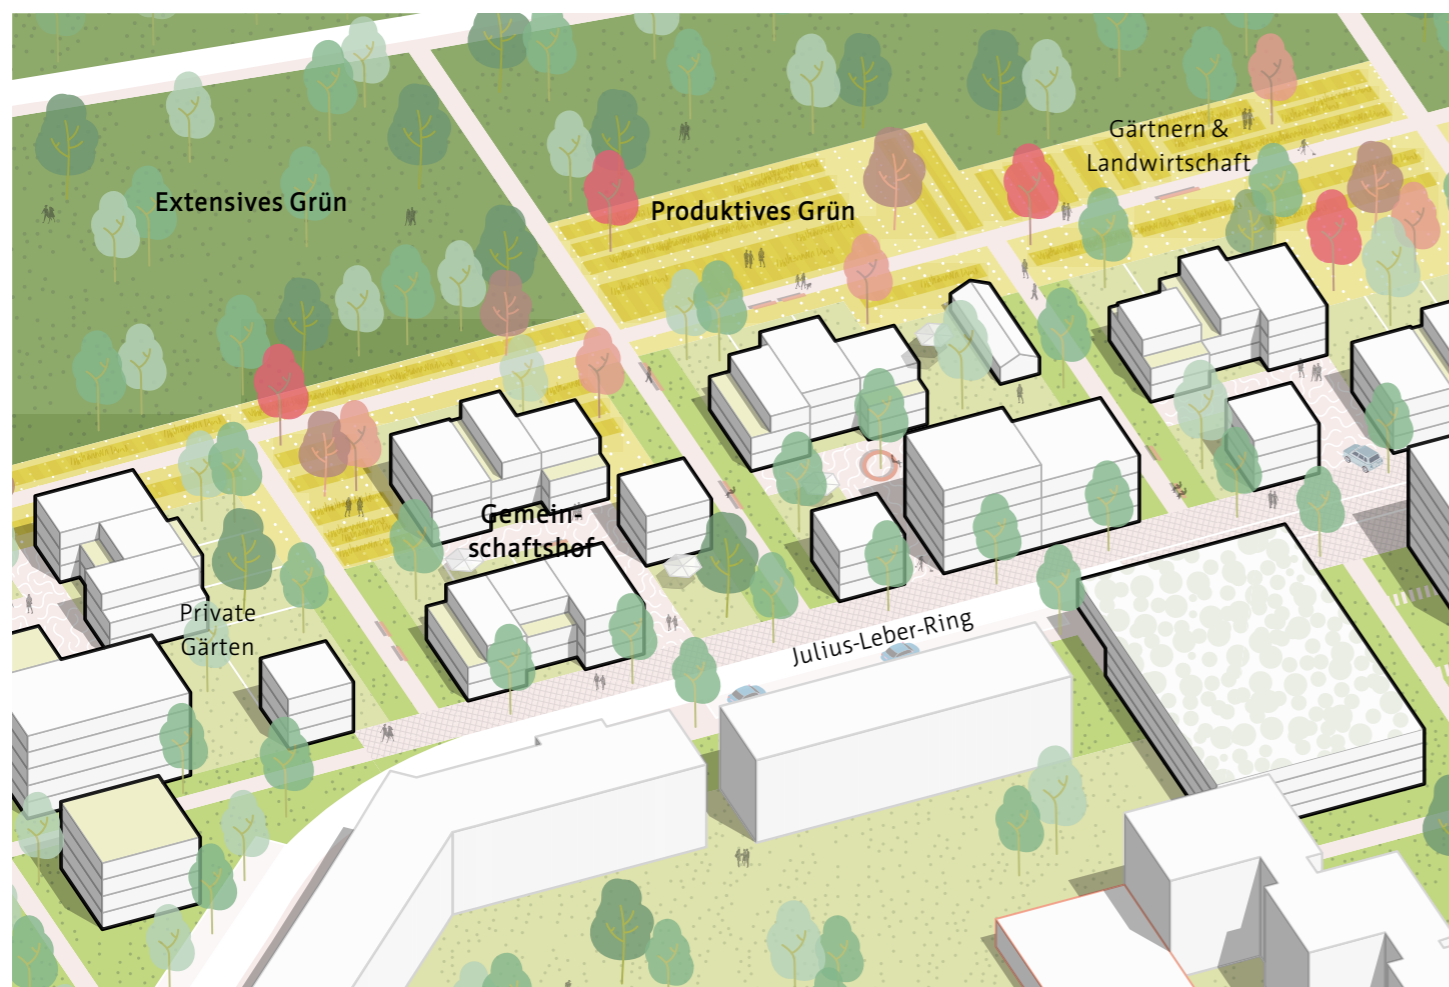 Gärtnern &
Landwirtschaft
Extensives Grün
Produktives Grün
Gemein-
schaftshof
Private
Gärten
Julius-Leber-Ring